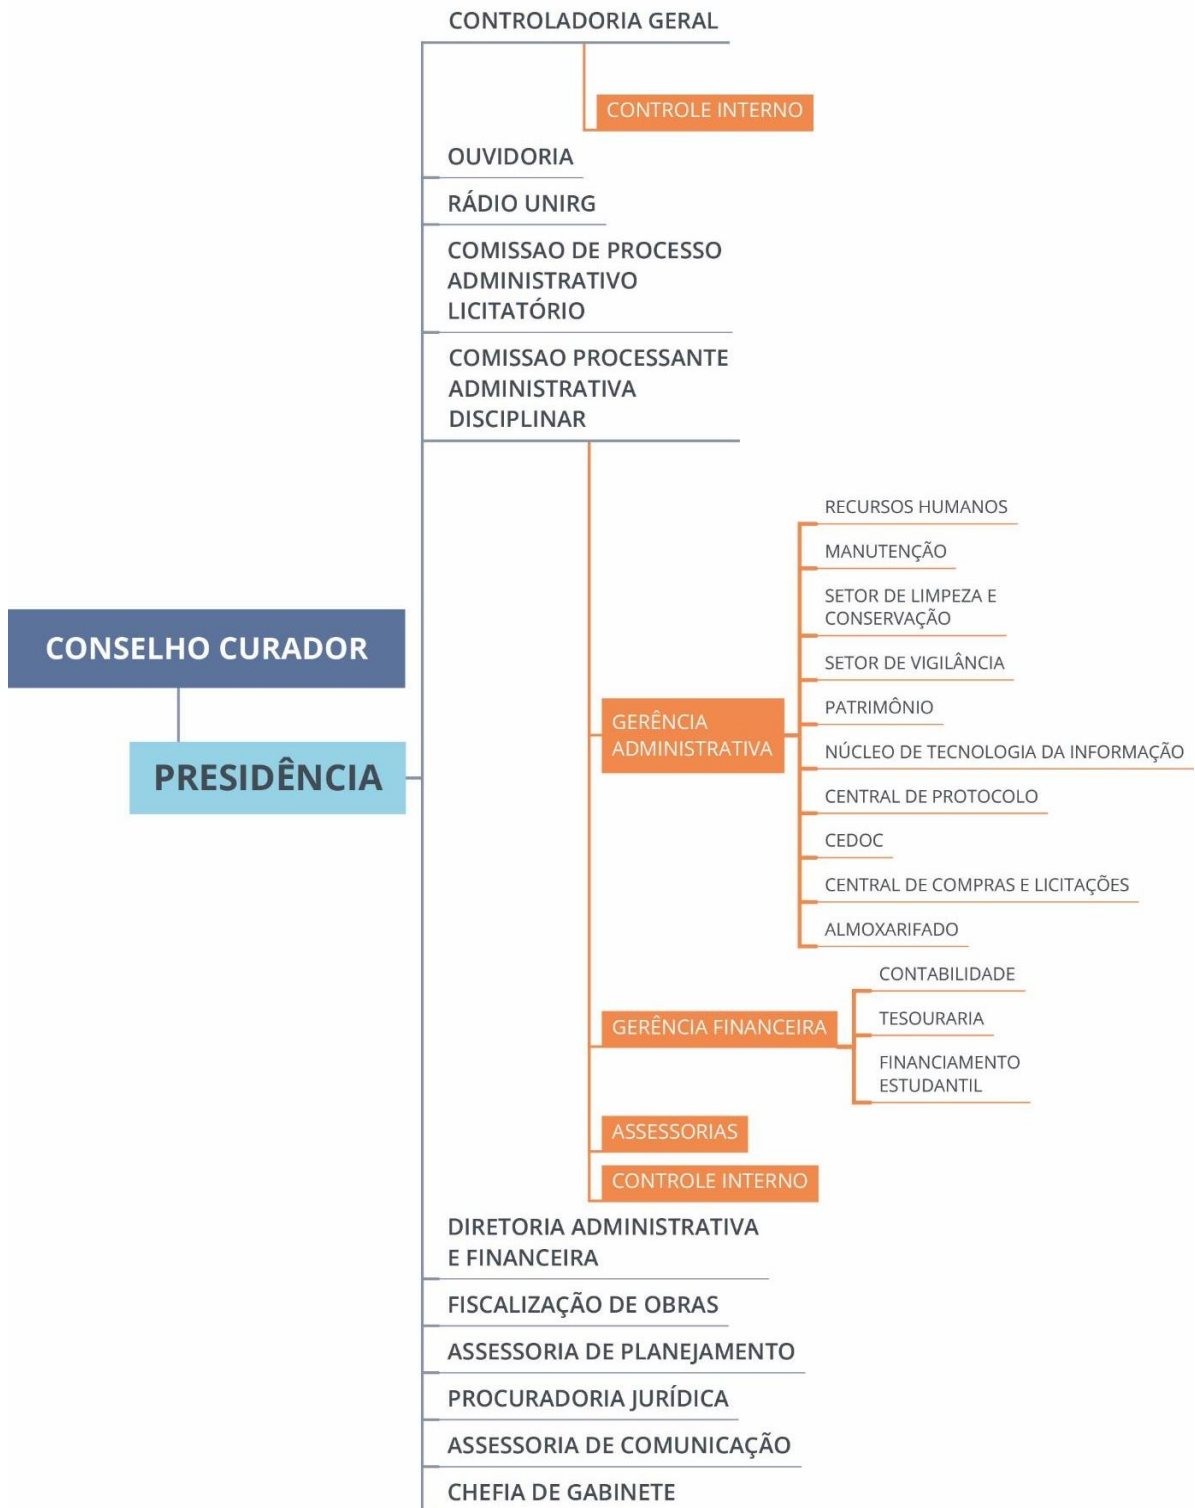 CONTROLADORIA GERAL
CONTROLE INTERNO
OUVIDORIA
RÁDIO UNIRG
COMISSAO DE PROCESSO
ADMINISTRATIVO
LICITATÓRIO
COMISSAO PROCESSANTE
ADMINISTRATIVA
DISCIPLINAR
CONSELHO CURADOR
PRESIDÊNCIA
GERÊNCIA
ADMINISTRATIVA
RECURSOS HUMANOS
MANUTENÇÃO
SETOR DE LIMPEZA E
CONSERVAÇÃO
SETOR DE VIGILÂNCIA
PATRIMÔNIO
NÚCLEO DE TECNOLOGIA DA INFORMAÇÃO
CENTRAL DE PROTOCOLO
CEDOC
CENTRAL DE COMPRAS E LICITAÇÕES
ALMOXARIFADO
GERÊNCIA FINANCEIRA
CONTABILIDADE
TESOURARIA
FINANCIAMENTO
ESTUDANTIL
ASSESSORIAS
CONTROLE INTERNO
DIRETORIA ADMINISTRATIVA
E FINANCEIRA
FISCALIZAÇÃO DE OBRAS
ASSESSORIA DE PLANEJAMENTO
PROCURADORIA JURÍDICA
ASSESSORIA DE COMUNICAÇÃO
CHEFIA DE GABINETE